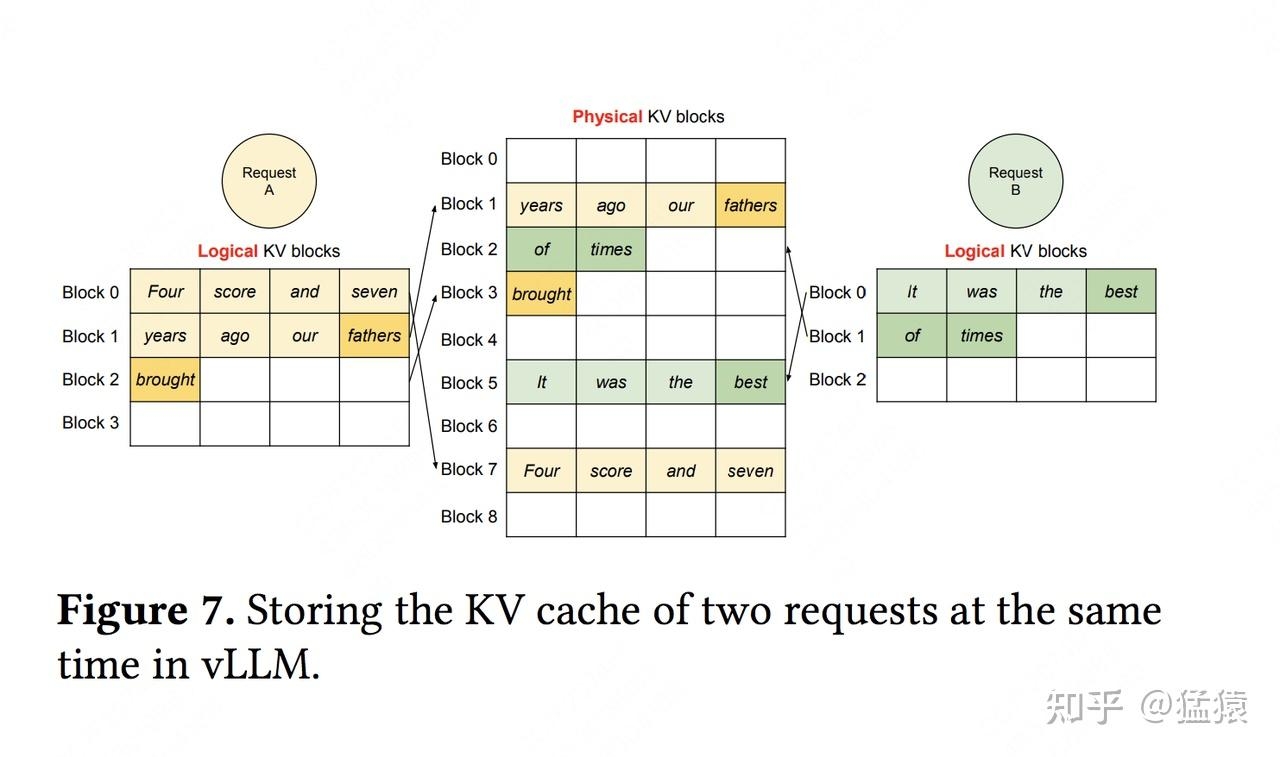 Physical KV blocks
Request
A
Logical KV blocks
Block 0 Four score and seven
Block 1 years ago our fathers
Block 2 brought
Block 3
Block 0
Block 1 years ago our fathers
Block 2 of times
Block 3 brought
Block 4
Block 5 It was the best
Block 6
Block 7 Four score and seven
Block 8
Request
B
Logical KV blocks
Block 0 It was the best
Block 1 of times
Block 2
Figure 7. Storing the KV cache of two requests at the same
time in vLLM.
知乎 @猛猿